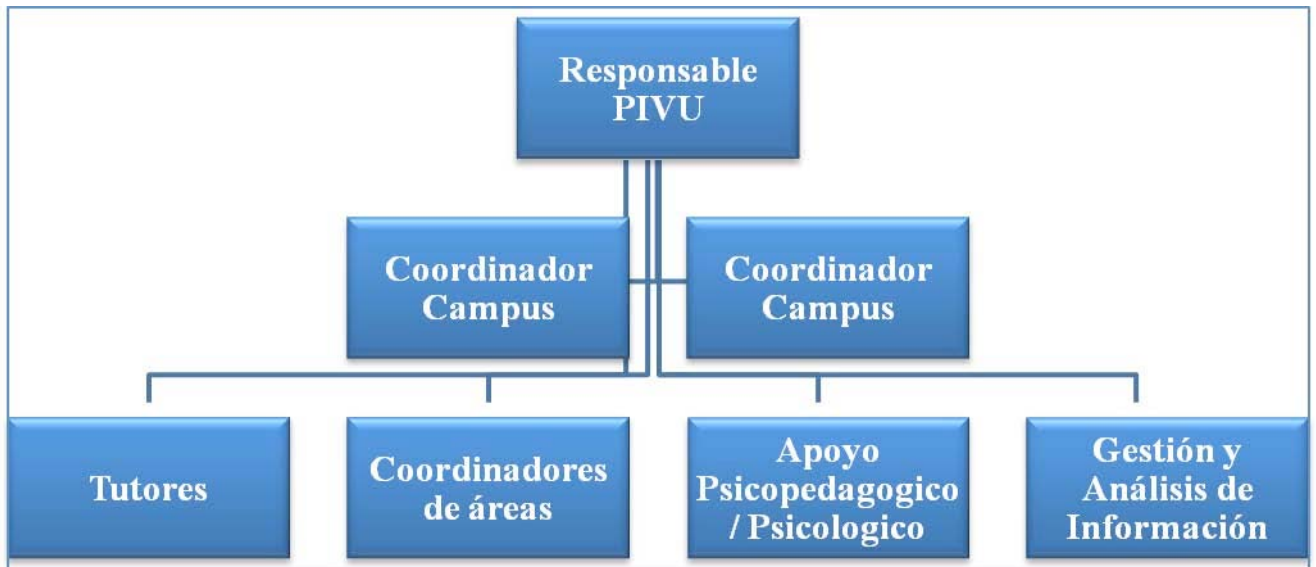 Responsable
PIVU
Coordinador
Campus
Coordinador
Campus
Tutores
Coordinadores
de áreas
Apoyo
Psicopedagogico
/ Psicologico
Gestión y
Análisis de
Información